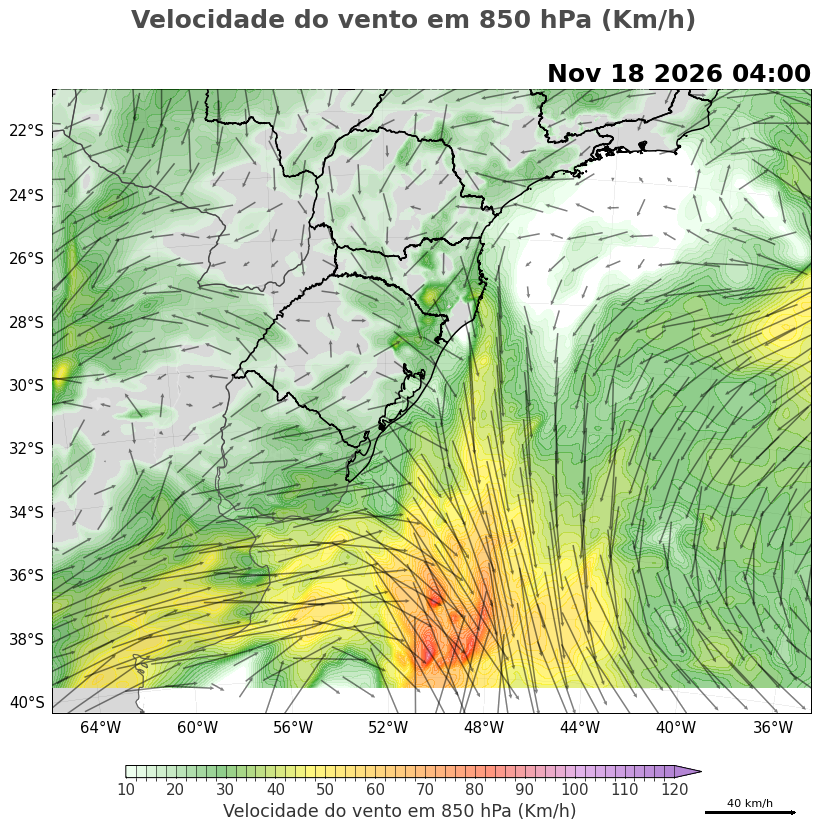 Velocidade do vento em 850 hPa (Km/h)
Nov 18 2026 04:00
22°S
24°S
26°S
28°S
30°S
32°S
34°S
36°S
38°S
40°S
64°W 60°W 56°W 52°W 48°W 44°W 40°W 36°W
10 20 30 40 50 60 70 80 90 100 110 120
Velocidade do vento em 850 hPa (Km/h)
40 km/h